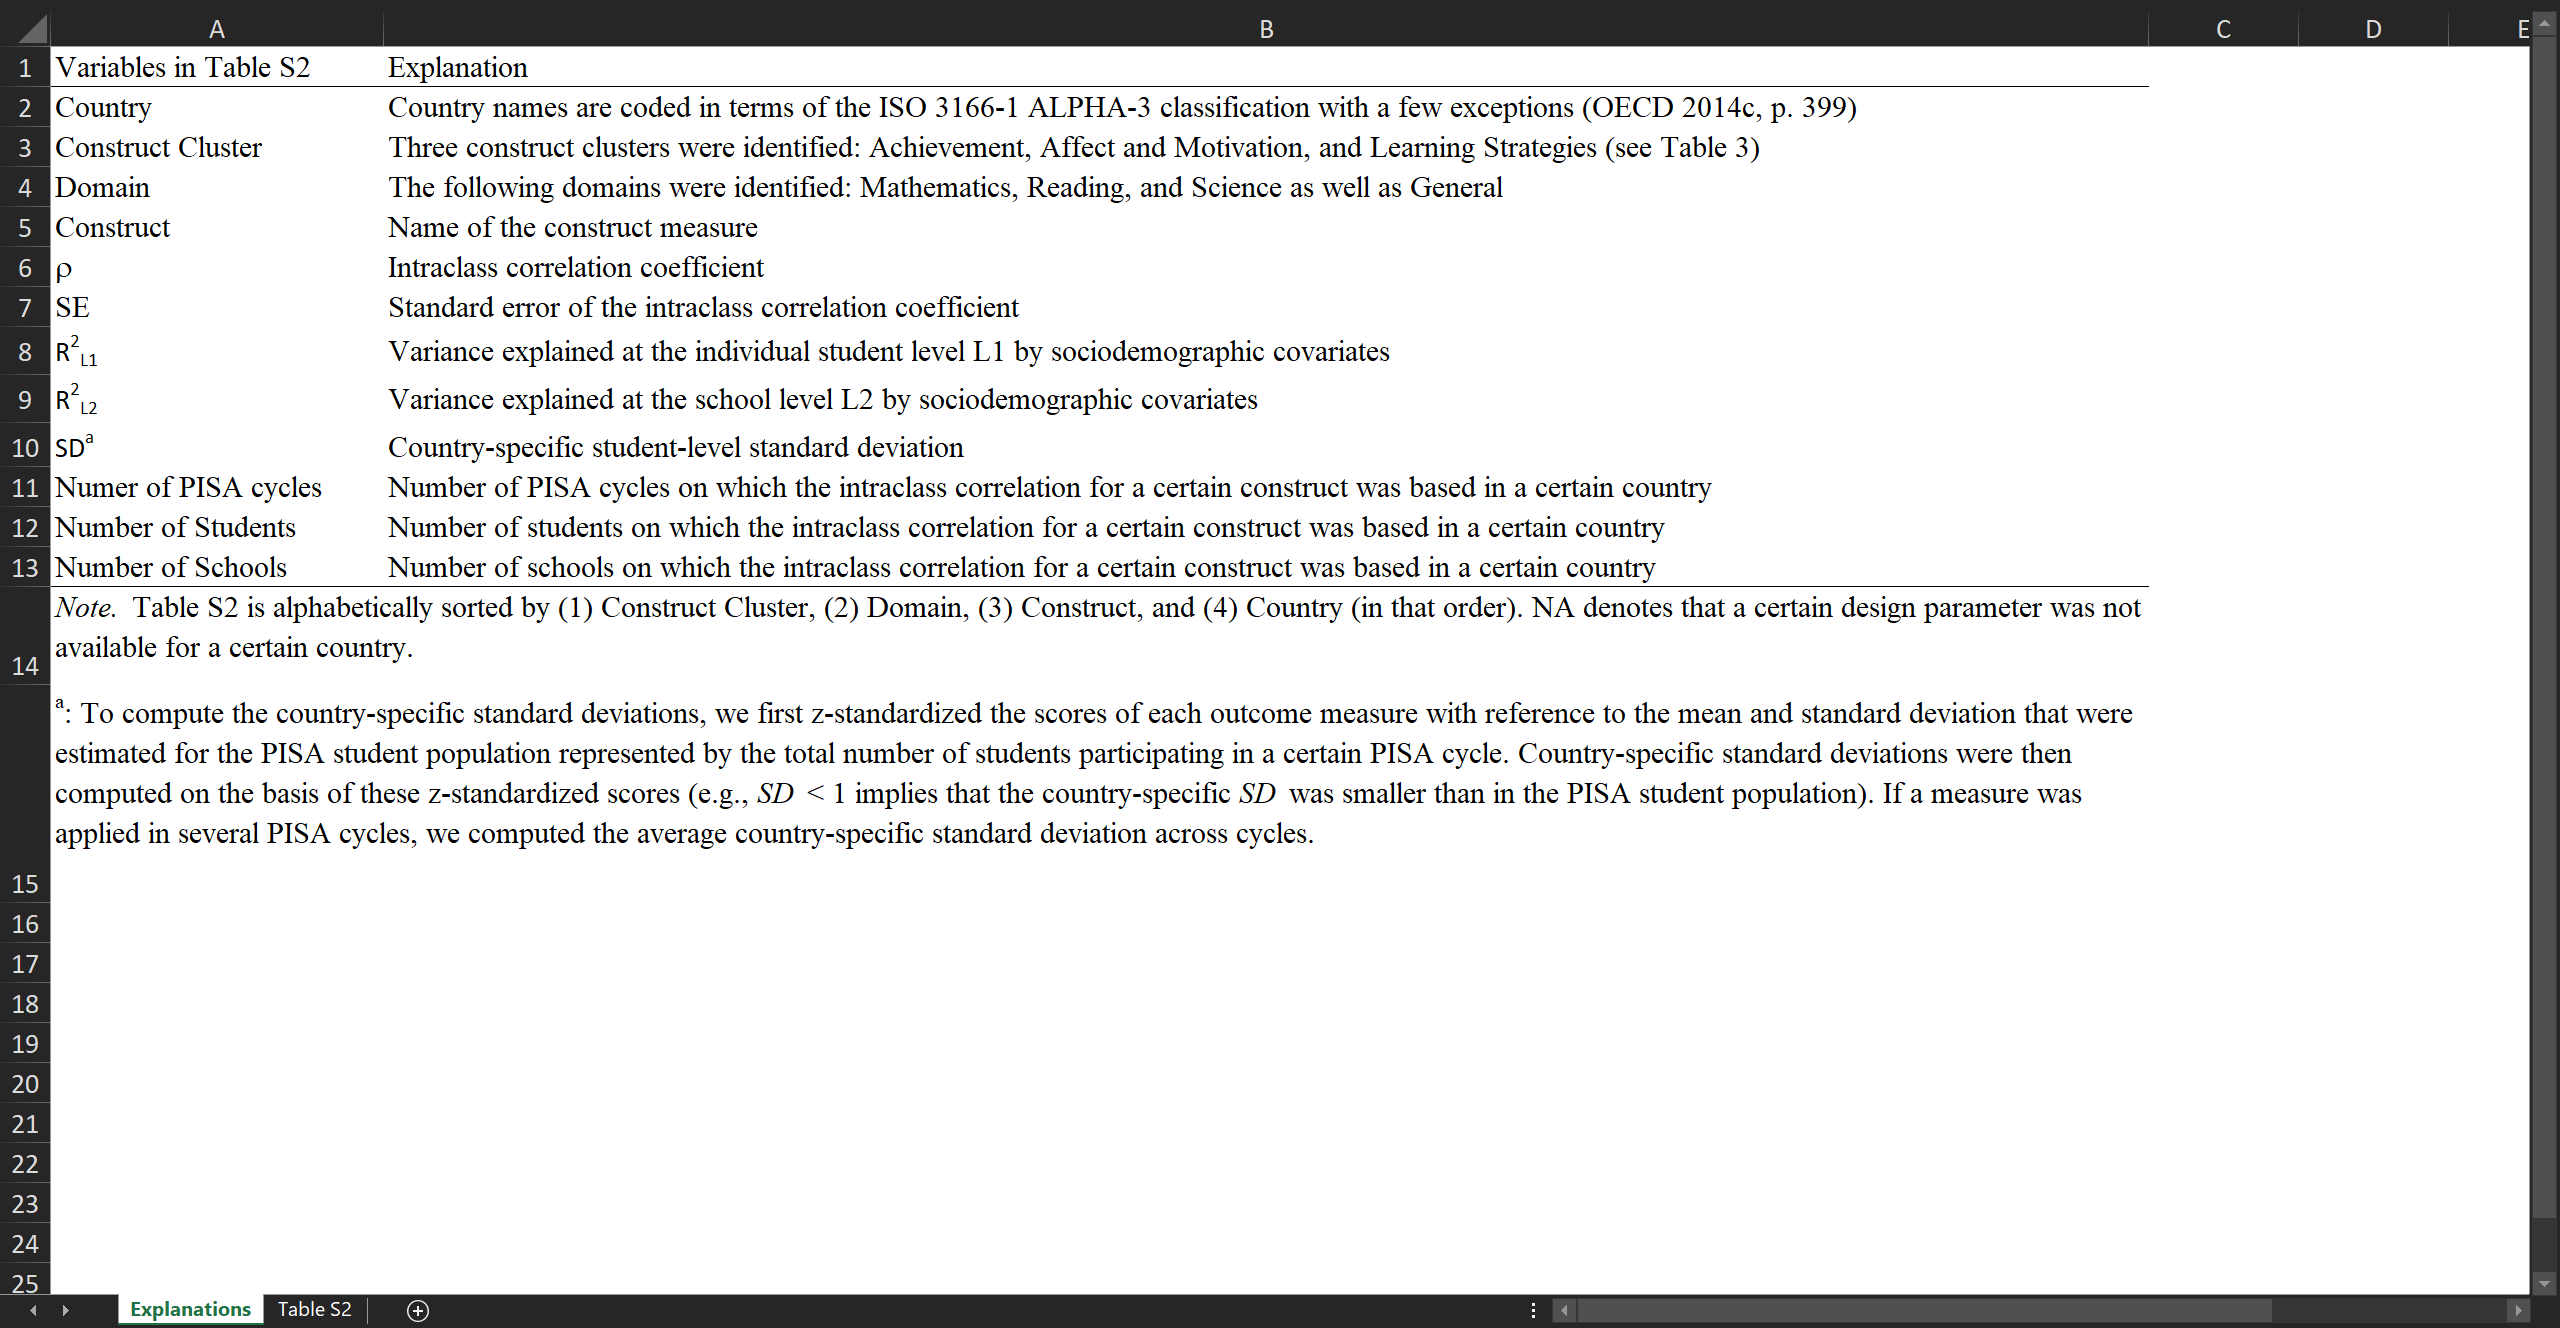 A B C D E
1 Variables in Table S2 Explanation
2 Country Country names are coded in terms of the ISO 3166-1 ALPHA-3 classification with a few exceptions (OECD 2014c, p. 399)
3 Construct Cluster Three construct clusters were identified: Achievement, Affect and Motivation, and Learning Strategies (see Table 3)
4 Domain The following domains were identified: Mathematics, Reading, and Science as well as General
5 Construct Name of the construct measure
6 ρ Intraclass correlation coefficient
7 SE Standard error of the intraclass correlation coefficient
8 R²L1 Variance explained at the individual student level L1 by sociodemographic covariates
9 R²L2 Variance explained at the school level L2 by sociodemographic covariates
10 SDᵃ Country-specific student-level standard deviation
11 Numer of PISA cycles Number of PISA cycles on which the intraclass correlation for a certain construct was based in a certain country
12 Number of Students Number of students on which the intraclass correlation for a certain construct was based in a certain country
13 Number of Schools Number of schools on which the intraclass correlation for a certain construct was based in a certain country
Note. Table S2 is alphabetically sorted by (1) Construct Cluster, (2) Domain, (3) Construct, and (4) Country (in that order). NA denotes that a certain design parameter was not
available for a certain country.
14
ᵃ: To compute the country-specific standard deviations, we first z-standardized the scores of each outcome measure with reference to the mean and standard deviation that were
estimated for the PISA student population represented by the total number of students participating in a certain PISA cycle. Country-specific standard deviations were then
computed on the basis of these z-standardized scores (e.g., SD < 1 implies that the country-specific SD was smaller than in the PISA student population). If a measure was
applied in several PISA cycles, we computed the average country-specific standard deviation across cycles.
15
16
17
18
19
20
21
22
23
24
25
Explanations Table S2